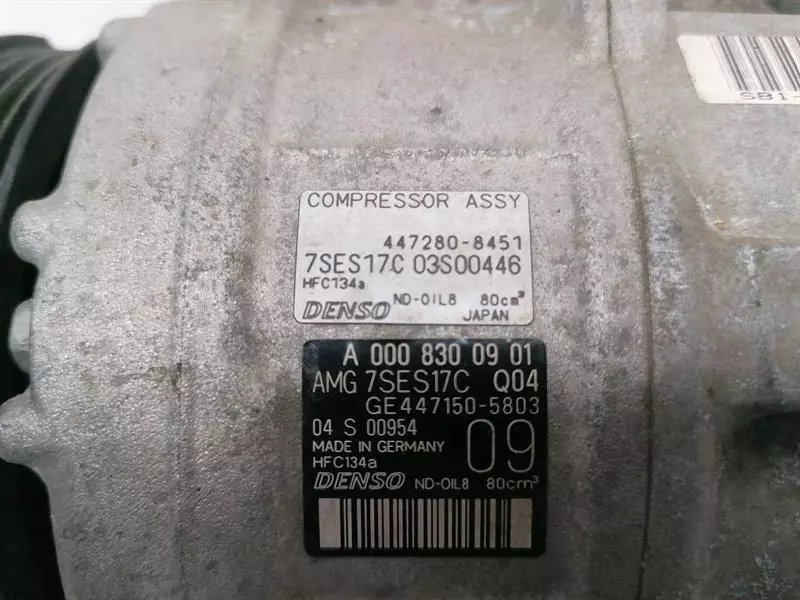 SB1-
COMPRESSOR ASSY
447280-8451
7SES17C 03S00446
HFC134a
DENSO ND-OIL8 80cm³
JAPAN
A 000 830 09 01
AMG 7SES17C Q04
GE447150-5803
04 S 00954
MADE IN GERMANY 09
HFC134a
DENSO ND-OIL8 80cm³